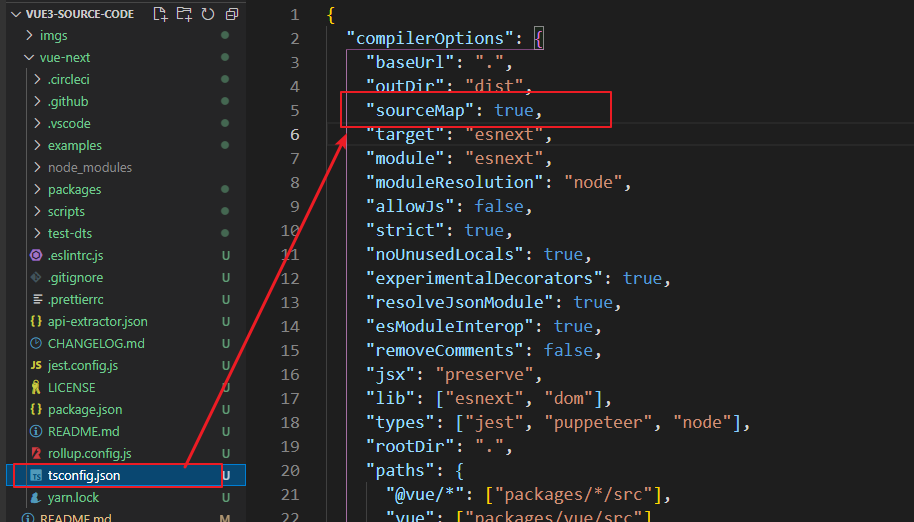 VUE3-SOURCE-CODE
imgs
vue-next
.circleci
.github
.vscode
examples
node_modules
packages
scripts
test-dts
.eslintrc.js U
.gitignore U
.prettierrc U
api-extractor.json U
CHANGELOG.md U
jest.config.js U
LICENSE U
package.json U
README.md U
rollup.config.js U
tsconfig.json U
yarn.lock U
README.md M
1 {
2 "compilerOptions": {
3 "baseUrl": ".",
4 "outDir": "dist",
5 "sourceMap": true,
6 "target": "esnext",
7 "module": "esnext",
8 "moduleResolution": "node",
9 "allowJs": false,
10 "strict": true,
11 "noUnusedLocals": true,
12 "experimentalDecorators": true,
13 "resolveJsonModule": true,
14 "esModuleInterop": true,
15 "removeComments": false,
16 "jsx": "preserve",
17 "lib": ["esnext", "dom"],
18 "types": ["jest", "puppeteer", "node"],
19 "rootDir": ".",
20 "paths": {
21 "@vue/*": ["packages/*/src"],
22 "vue": ["packages/vue/src"]